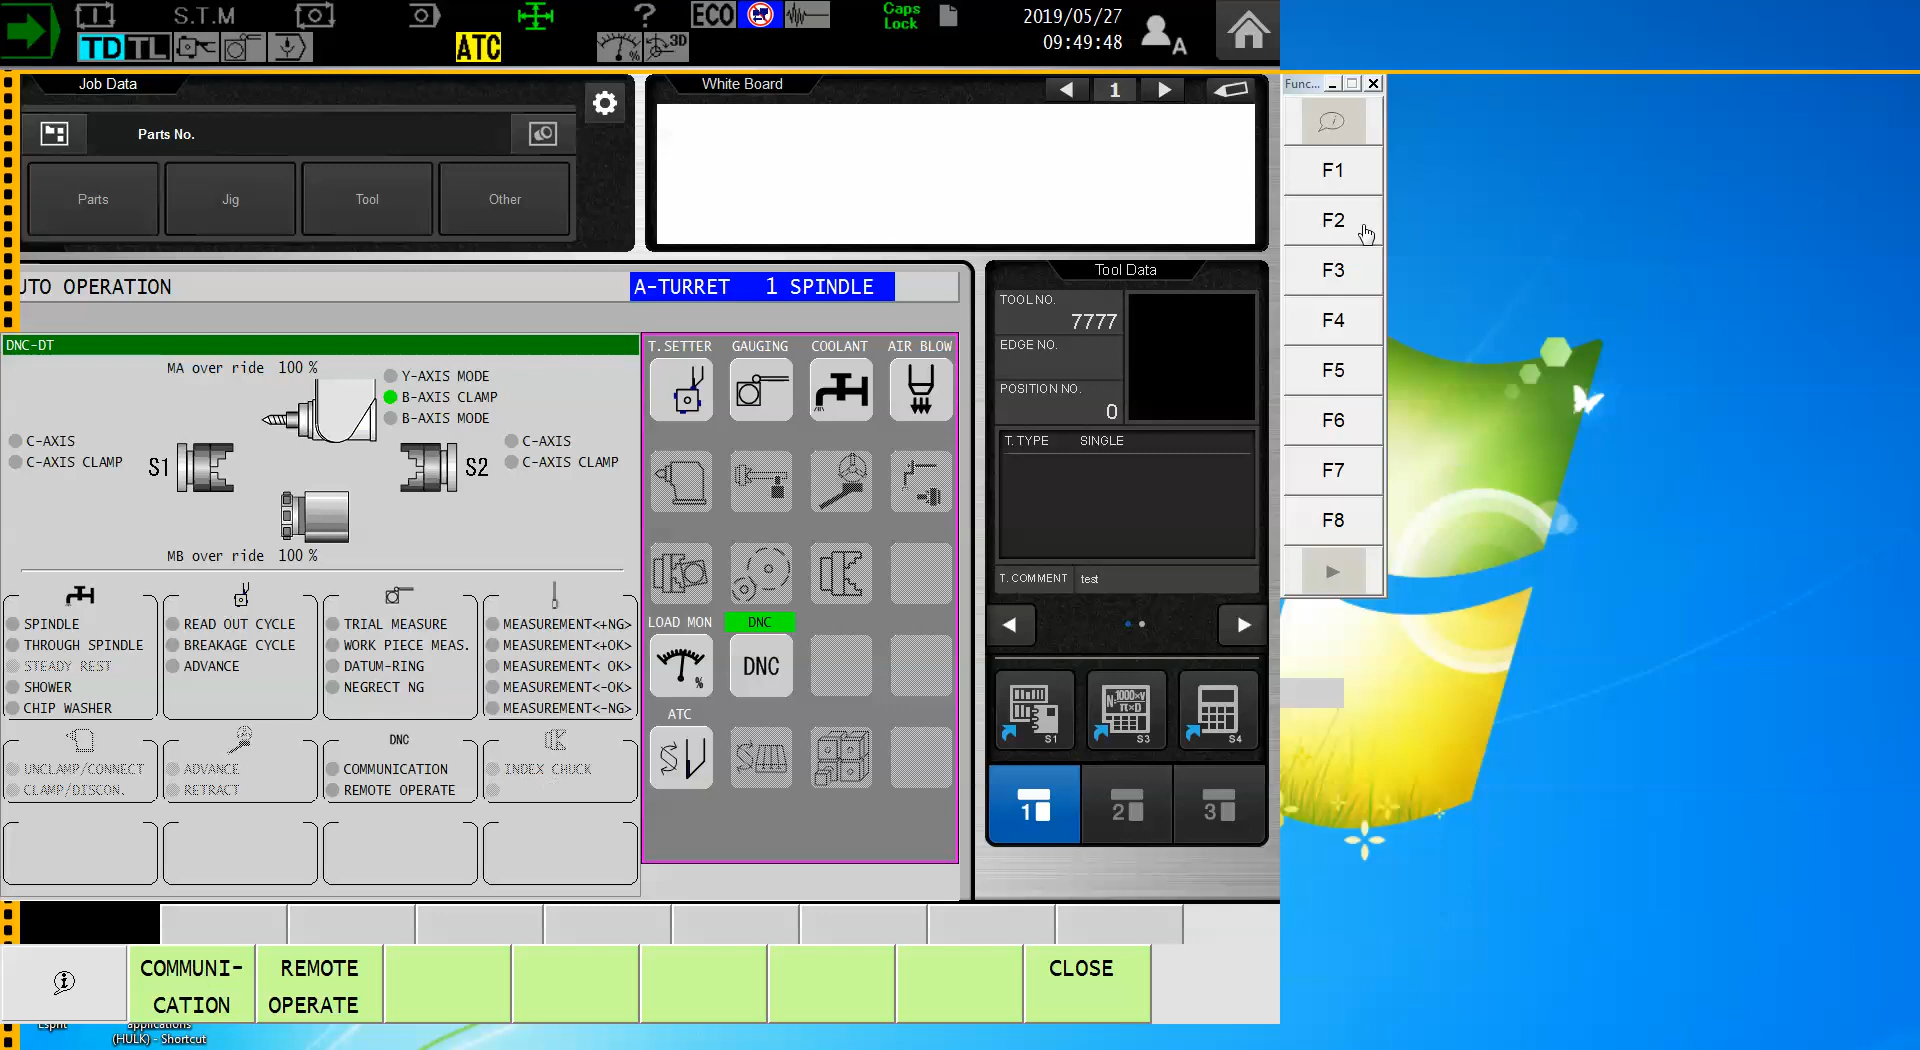 S.T.M
?
ECO
Caps
Lock
2019/05/27
09:49:48
A
TD TL
ATC
%
3D
Job Data
White Board
1
Func...
Parts No.
Parts
Jig
Tool
Other
F1
F2
F3
F4
F5
F6
F7
F8
UTO OPERATION
A-TURRET 1 SPINDLE
DNC-DT
MA over ride 100 %
Y-AXIS MODE
B-AXIS CLAMP
B-AXIS MODE
C-AXIS
C-AXIS CLAMP
S1
S2
C-AXIS
C-AXIS CLAMP
MB over ride 100 %
SPINDLE
THROUGH SPINDLE
STEADY REST
SHOWER
CHIP WASHER
READ OUT CYCLE
BREAKAGE CYCLE
ADVANCE
TRIAL MEASURE
WORK PIECE MEAS.
DATUM-RING
NEGRECT NG
MEASUREMENT<+NG>
MEASUREMENT<+OK>
MEASUREMENT< OK>
MEASUREMENT<-OK>
MEASUREMENT<-NG>
UNCLAMP/CONNECT
CLAMP/DISCON.
ADVANCE
RETRACT
DNC
COMMUNICATION
REMOTE OPERATE
INDEX CHUCK
T.SETTER
GAUGING
COOLANT
AIR BLOW
LOAD MON
DNC
%
DNC
ATC
Tool Data
TOOL NO.
7777
EDGE NO.
POSITION NO.
0
T. TYPE SINGLE
T. COMMENT test
S1
N:1000×V
π×D
S3
S4
1
2
3
COMMUNI-
CATION
REMOTE
OPERATE
CLOSE
Esprit
applications
(HULK) - Shortcut